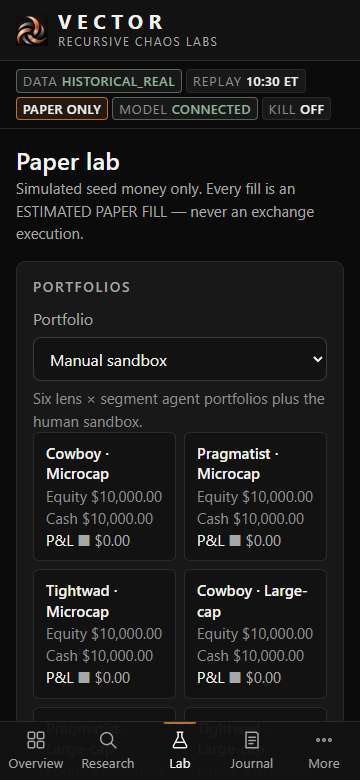 VECTOR
RECURSIVE CHAOS LABS
DATA HISTORICAL_REAL
REPLAY 10:30 ET
PAPER ONLY
MODEL CONNECTED
KILL OFF
Paper lab
Simulated seed money only. Every fill is an
ESTIMATED PAPER FILL — never an exchange
execution.
PORTFOLIOS
Portfolio
Manual sandbox
Six lens × segment agent portfolios plus the
human sandbox.
Cowboy ·
Microcap
Equity $10,000.00
Cash $10,000.00
P&L ■ $0.00
Pragmatist ·
Microcap
Equity $10,000.00
Cash $10,000.00
P&L ■ $0.00
Tightwad ·
Microcap
Equity $10,000.00
Cash $10,000.00
P&L ■ $0.00
Cowboy · Large-
cap
Equity $10,000.00
Cash $10,000.00
P&L ■ $0.00
Overview
Research
Lab
Journal
More